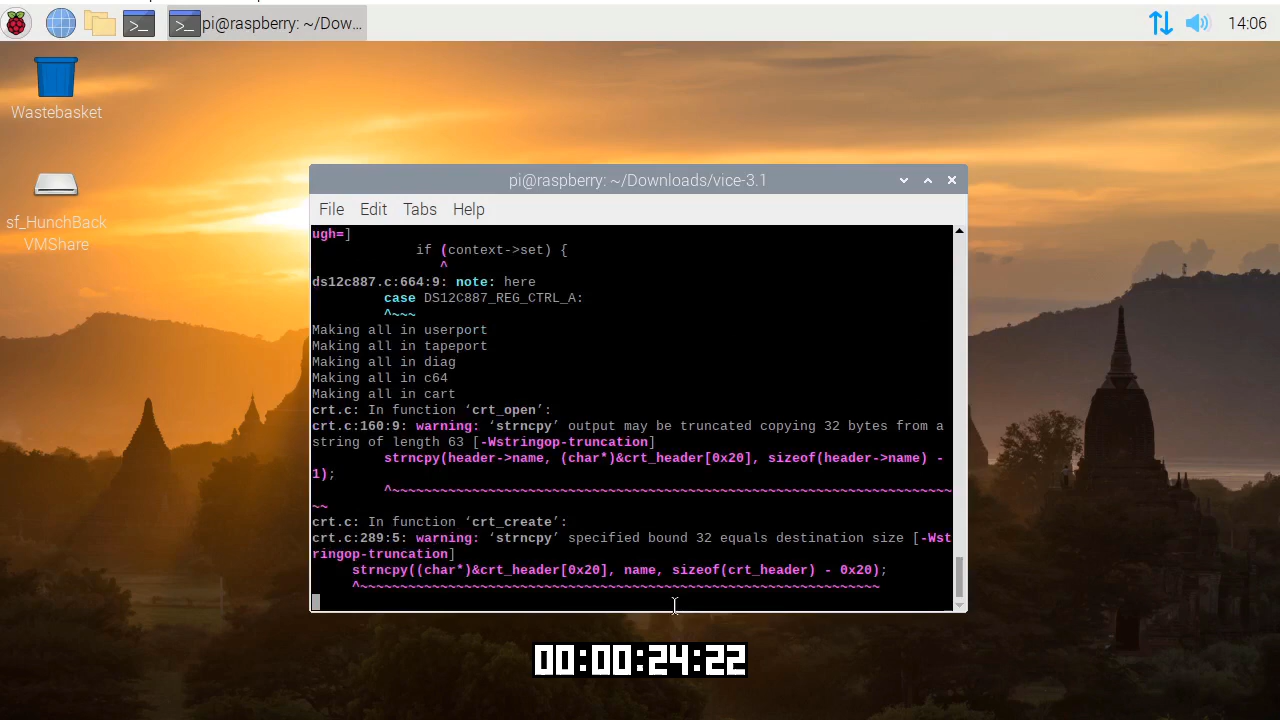 pi@raspberry: ~/Dow...
14:06
Wastebasket
sf_HunchBack
VMShare
pi@raspberry: ~/Downloads/vice-3.1
File Edit Tabs Help
ugh=]
if (context->set) {
^
ds12c887.c:664:9: note: here
case DS12C887_REG_CTRL_A:
^~~~
Making all in userport
Making all in tapeport
Making all in diag
Making all in c64
Making all in cart
crt.c: In function ‘crt_open’:
crt.c:160:9: warning: ‘strncpy’ output may be truncated copying 32 bytes from a
string of length 63 [-Wstringop-truncation]
strncpy(header->name, (char*)&crt_header[0x20], sizeof(header->name) -
1);
^~~~~~~~~~~~~~~~~~~~~~~~~~~~~~~~~~~~~~~~~~~~~~~~~~~~~~~~~~~~~~~~~~~~~~~
~~
crt.c: In function ‘crt_create’:
crt.c:289:5: warning: ‘strncpy’ specified bound 32 equals destination size [-Wst
ringop-truncation]
strncpy((char*)&crt_header[0x20], name, sizeof(crt_header) - 0x20);
^~~~~~~~~~~~~~~~~~~~~~~~~~~~~~~~~~~~~~~~~~~~~~~~~~~~~~~~~~~~~~~~~~
00:00:24:22